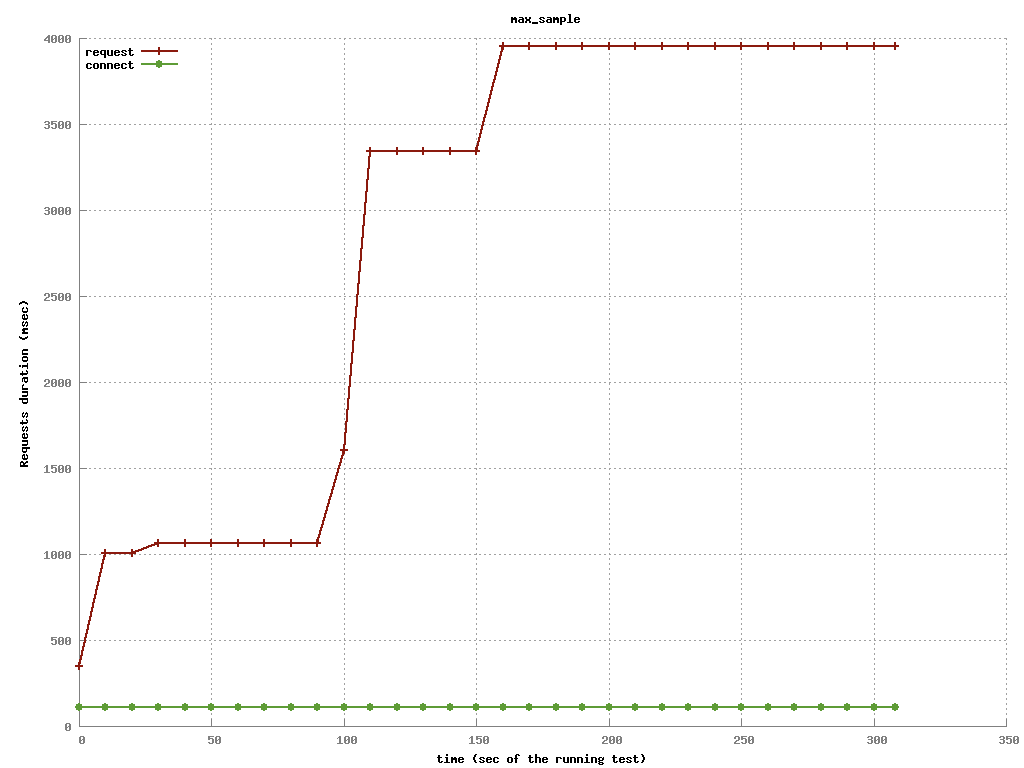 max_sample
request
connect
4000
3500
3000
2500
2000
1500
1000
500
0
Requests duration (msec)
0 50 100 150 200 250 300 350
time (sec of the running test)